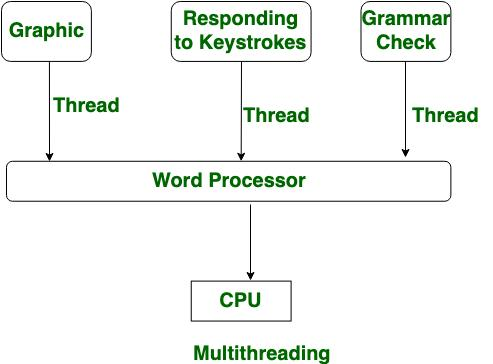 Graphic
Responding
to Keystrokes
Grammar
Check
Thread
Thread
Thread
Word Processor
CPU
Multithreading